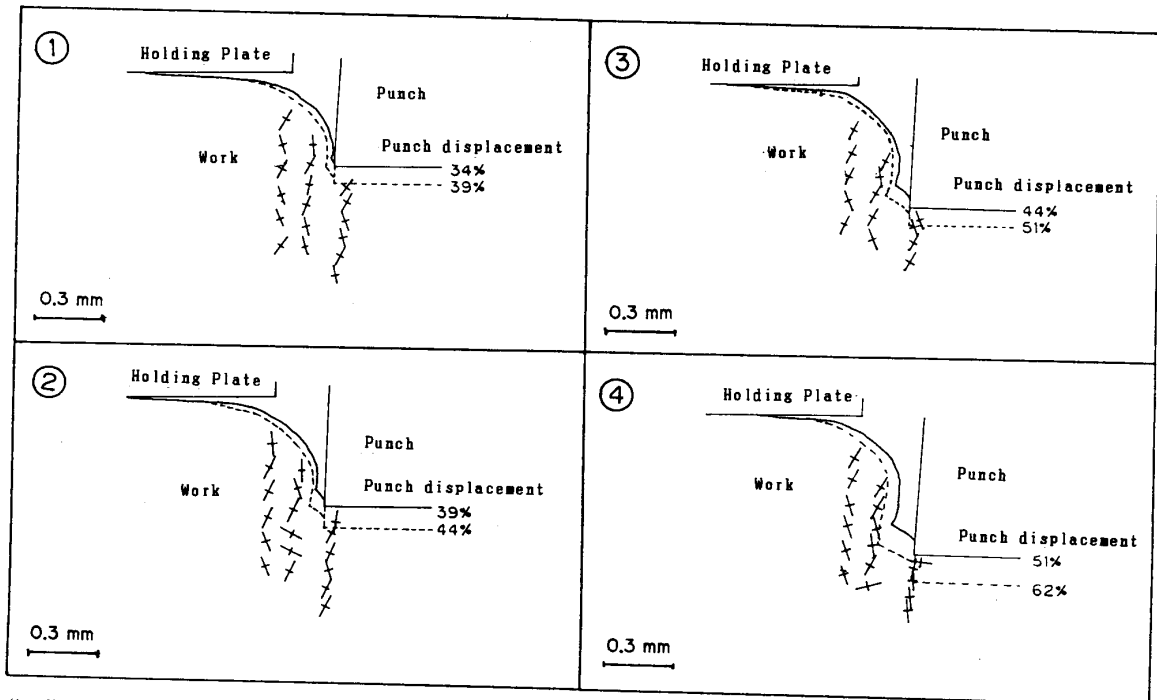 ①
Holding Plate
Punch
Work
Punch displacement
34%
39%
0.3 mm
②
Holding Plate
Punch
Work
Punch displacement
39%
44%
0.3 mm
③
Holding Plate
Punch
Work
Punch displacement
44%
51%
0.3 mm
④
Holding Plate
Punch
Work
Punch displacement
51%
62%
0.3 mm